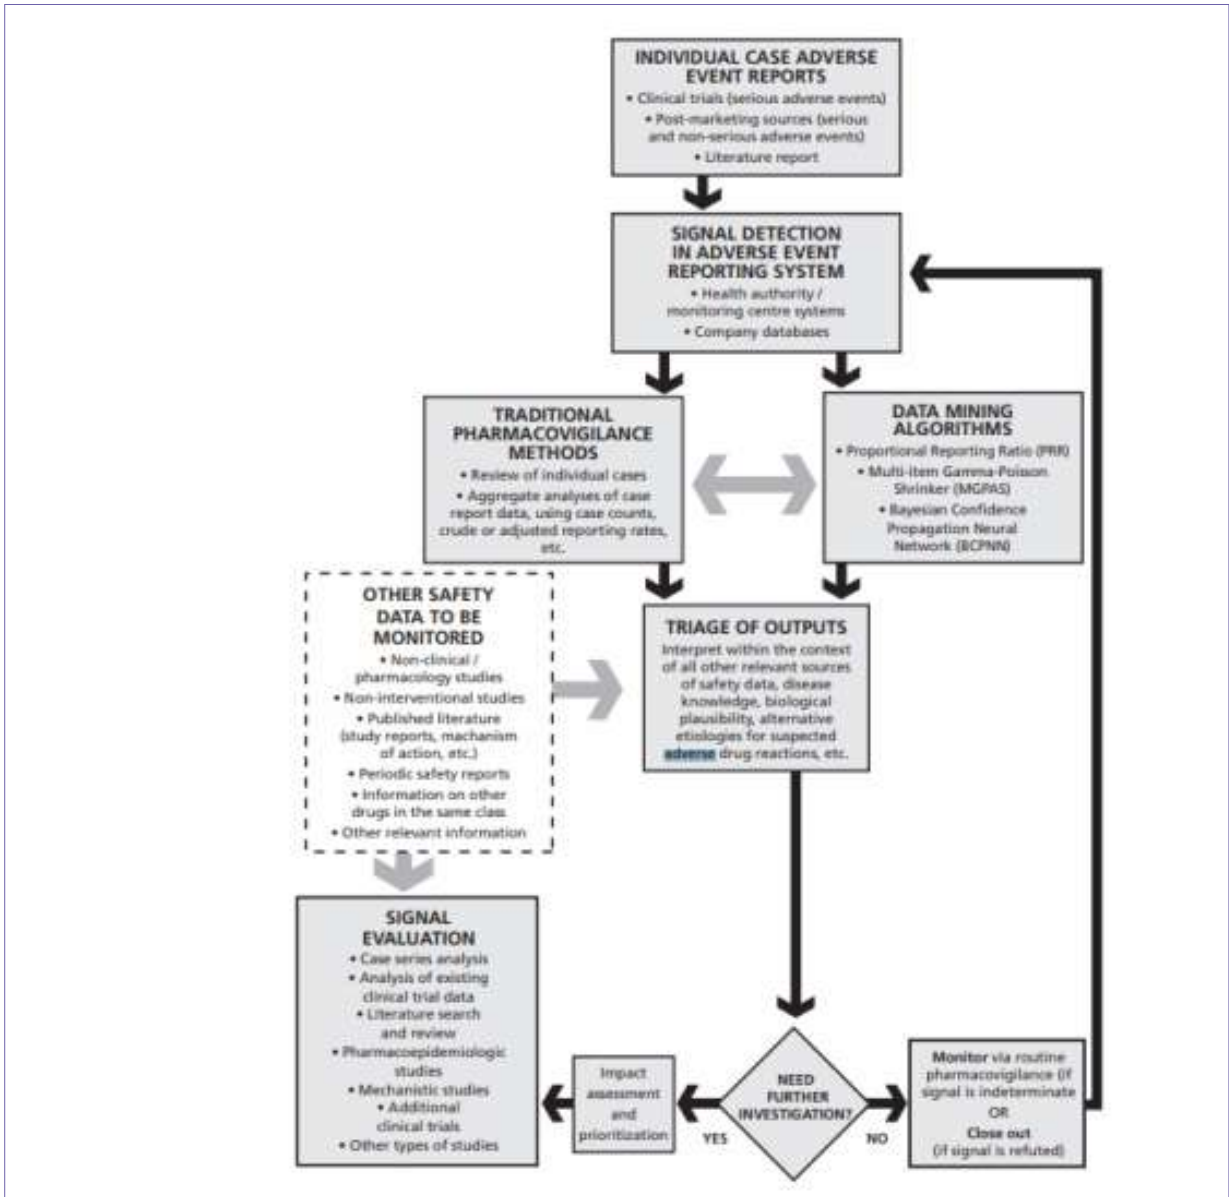 INDIVIDUAL CASE ADVERSE
EVENT REPORTS
• Clinical trials (serious adverse events)
• Post-marketing sources (serious
and non-serious adverse events)
• Literature report
SIGNAL DETECTION
IN ADVERSE EVENT
REPORTING SYSTEM
• Health authority /
monitoring centre systems
• Company databases
TRADITIONAL
PHARMACOVIGILANCE
METHODS
• Review of individual cases
• Aggregate analyses of case
report data, using case counts,
crude or adjusted reporting rates,
etc.
DATA MINING
ALGORITHMS
• Proportional Reporting Ratio (PRR)
• Multi-item Gamma-Poisson
Shrinker (MGPAS)
• Bayesian Confidence
Propagation Neural
Network (BCPNN)
OTHER SAFETY
DATA TO BE
MONITORED
• Non-clinical /
pharmacology studies
• Non-interventional studies
• Published literature
(study reports, machanism
of action, etc.)
• Periodic safety reports
• Information on other
drugs in the same class
• Other relevant information
TRIAGE OF OUTPUTS
Interpret within the context
of all other relevant sources
of safety data, disease
knowledge, biological
plausibility, alternative
etiologies for suspected
adverse drug reactions, etc.
SIGNAL
EVALUATION
• Case series analysis
• Analysis of existing
clinical trial data
• Literature search
and review
• Pharmacoepidemiologic
studies
• Mechanistic studies
• Additional
clinical trials
• Other types of studies
Impact
assessment
and
prioritization
YES
NEED
FURTHER
INVESTIGATION?
NO
Monitor via routine
pharmacovigilance (if
signal is indeterminate
OR
Close out
(if signal is refuted)